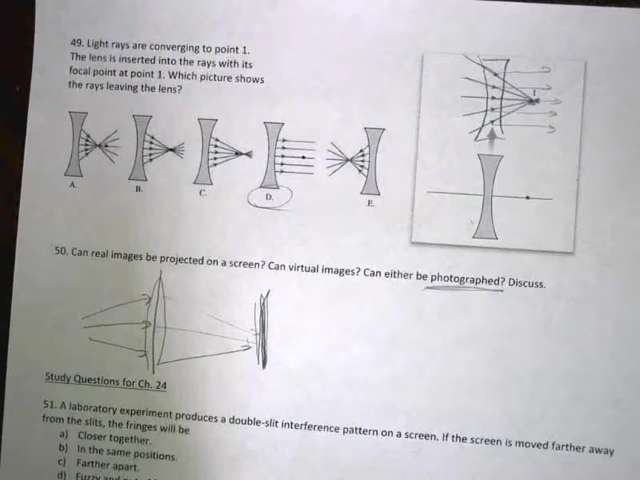 49. Light rays are converging to point 1.
The lens is inserted into the rays with its
focal point at point 1. Which picture shows
the rays leaving the lens?
1
A.
B.
C.
D.
E.
50. Can real images be projected on a screen? Can virtual images? Can either be photographed? Discuss.
Study Questions for Ch. 24
51. A laboratory experiment produces a double-slit interference pattern on a screen. If the screen is moved farther away
from the slits, the fringes will be
a) Closer together.
b) In the same positions.
c) Farther apart.
d) Fuzzy and